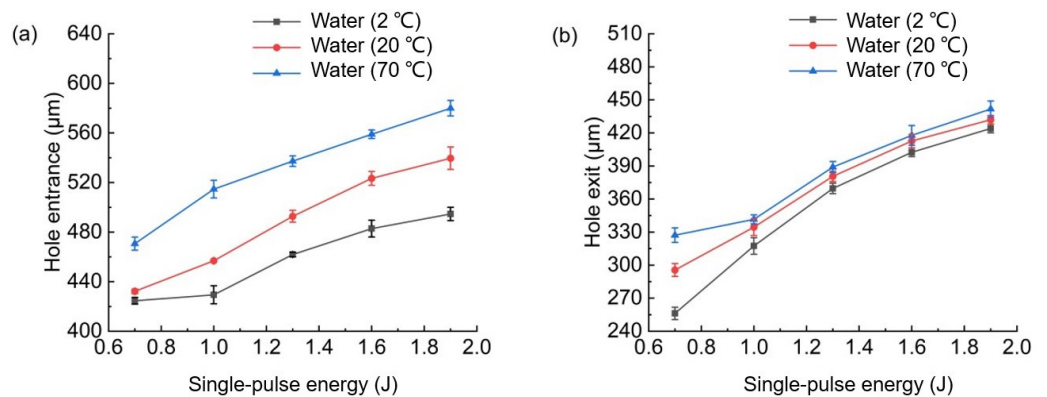 (a)
Water (2 ℃)
Water (20 ℃)
Water (70 ℃)
640
600
560
520
480
440
400
Hole entrance (μm)
0.6 0.8 1.0 1.2 1.4 1.6 1.8 2.0
Single-pulse energy (J)
(b)
Water (2 ℃)
Water (20 ℃)
Water (70 ℃)
510
480
450
420
390
360
330
300
270
240
Hole exit (μm)
0.6 0.8 1.0 1.2 1.4 1.6 1.8 2.0
Single-pulse energy (J)